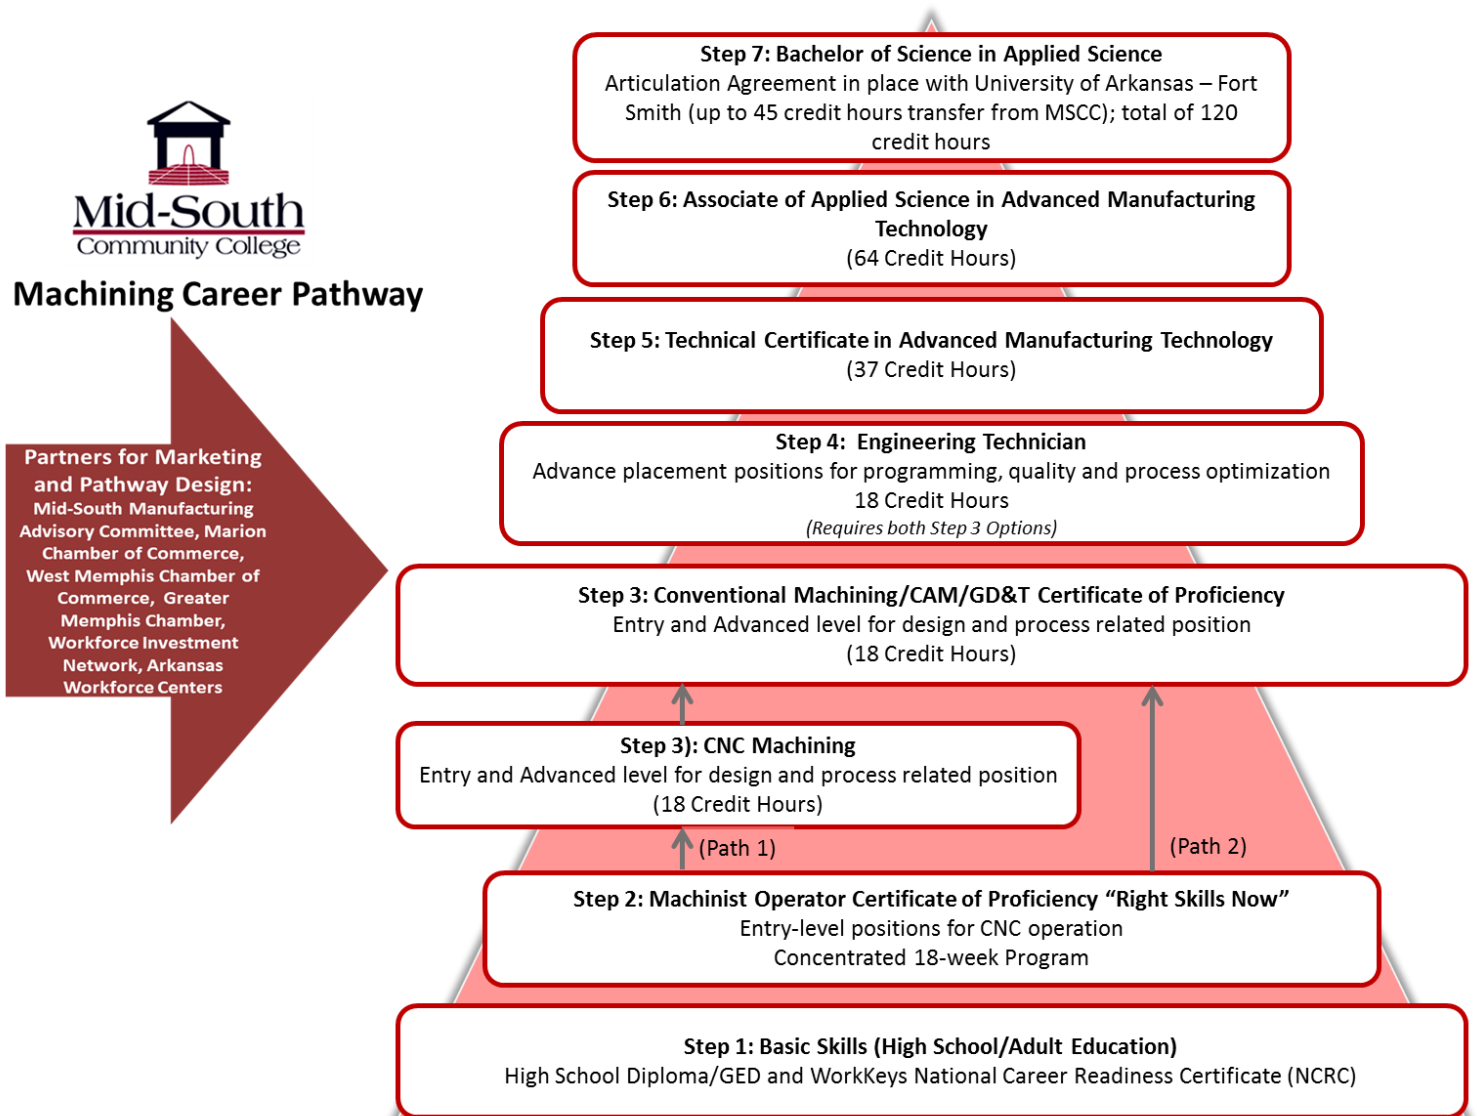 Mid-South
Community College
Machining Career Pathway
Partners for Marketing
and Pathway Design:
Mid-South Manufacturing
Advisory Committee, Marion
Chamber of Commerce,
West Memphis Chamber of
Commerce, Greater
Memphis Chamber,
Workforce Investment
Network, Arkansas
Workforce Centers
Step 7: Bachelor of Science in Applied Science
Articulation Agreement in place with University of Arkansas – Fort
Smith (up to 45 credit hours transfer from MSCC); total of 120
credit hours
Step 6: Associate of Applied Science in Advanced Manufacturing
Technology
(64 Credit Hours)
Step 5: Technical Certificate in Advanced Manufacturing Technology
(37 Credit Hours)
Step 4: Engineering Technician
Advance placement positions for programming, quality and process optimization
18 Credit Hours
(Requires both Step 3 Options)
Step 3: Conventional Machining/CAM/GD&T Certificate of Proficiency
Entry and Advanced level for design and process related position
(18 Credit Hours)
Step 3): CNC Machining
Entry and Advanced level for design and process related position
(18 Credit Hours)
(Path 1)
(Path 2)
Step 2: Machinist Operator Certificate of Proficiency “Right Skills Now”
Entry-level positions for CNC operation
Concentrated 18-week Program
Step 1: Basic Skills (High School/Adult Education)
High School Diploma/GED and WorkKeys National Career Readiness Certificate (NCRC)